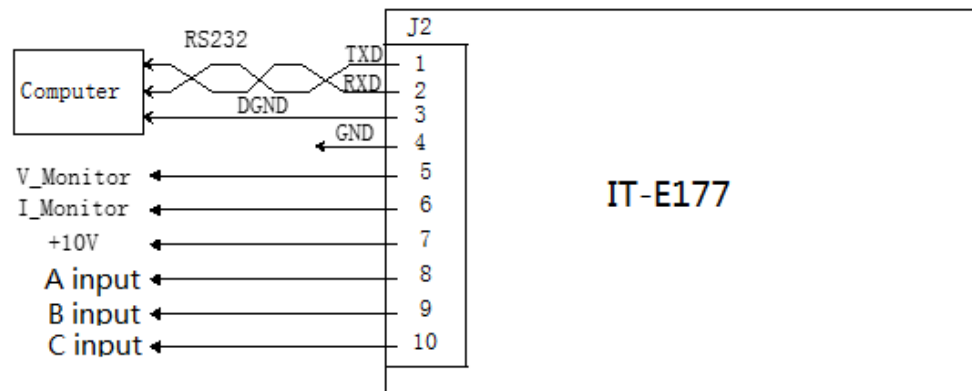 J2
RS232
TXD
1
Computer
RXD
2
DGND
3
GND
4
V_Monitor
5
IT-E177
I_Monitor
6
+10V
7
A input
8
B input
9
C input
10